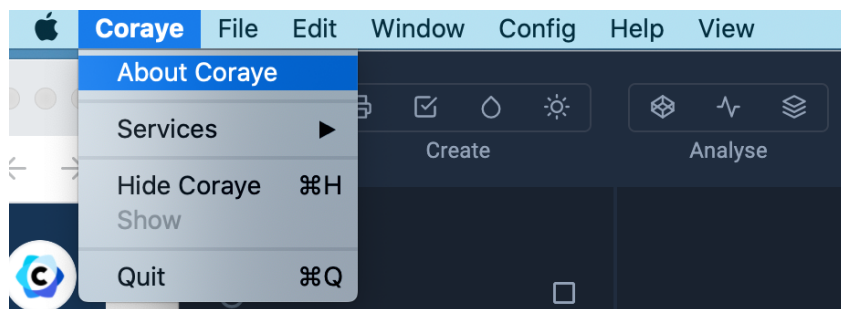 Coraye File Edit Window Config Help View
About Coraye
Services
Hide Coraye ⌘H
Show
Quit ⌘Q
Create
Analyse
C